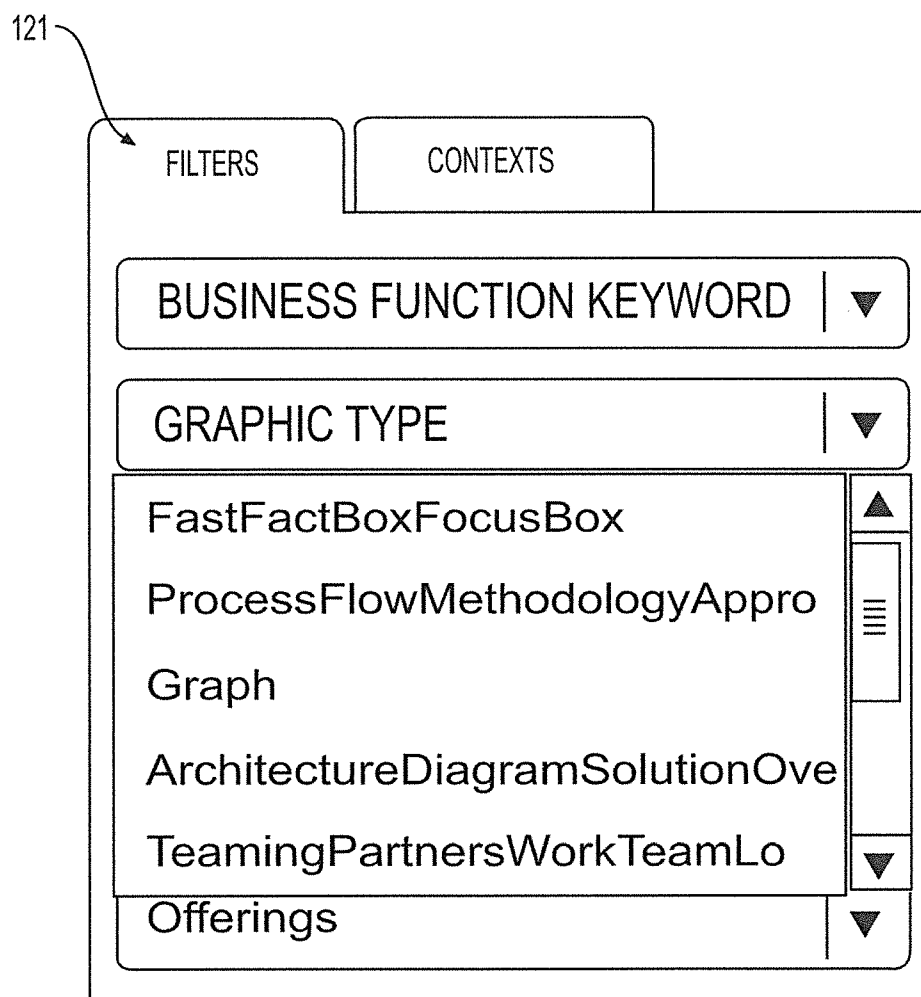 121
FILTERS
CONTEXTS
BUSINESS FUNCTION KEYWORD
GRAPHIC TYPE
FastFactBoxFocusBox
ProcessFlowMethodologyAppro
Graph
ArchitectureDiagramSolutionOve
TeamingPartnersWorkTeamLo
Offerings